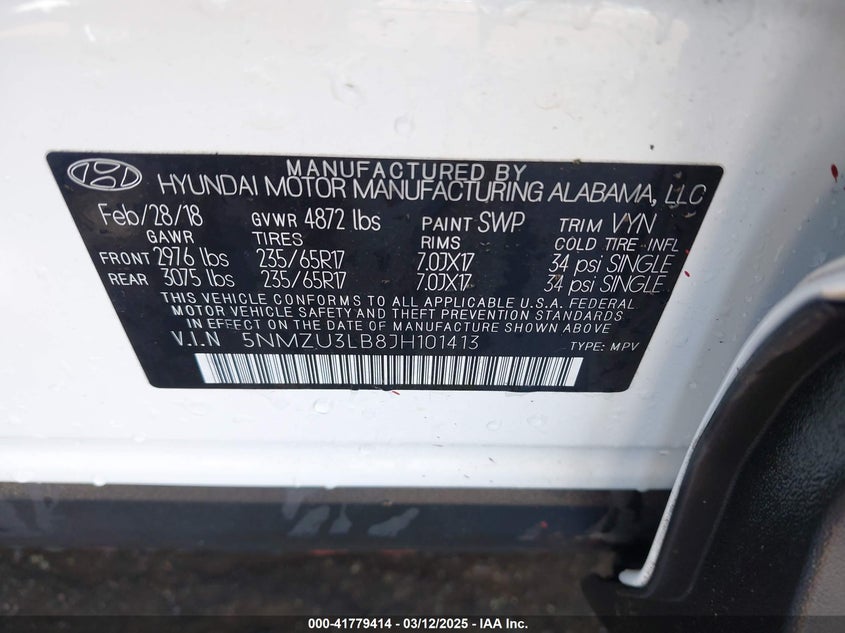 MANUFACTURED BY
HYUNDAI MOTOR MANUFACTURING ALABAMA, LLC
Feb/28/18 GVWR 4872 lbs PAINT SWP TRIM VYN
GAWR TIRES RIMS COLD TIRE INFL
FRONT 2976 lbs 235/65R17 7.0JX17 34 psi SINGLE
REAR 3075 lbs 235/65R17 7.0JX17 34 psi SINGLE
THIS VEHICLE CONFORMS TO ALL APPLICABLE U.S.A. FEDERAL
MOTOR VEHICLE SAFETY AND THEFT PREVENTION STANDARDS
IN EFFECT ON THE DATE OF MANUFACTURE SHOWN ABOVE
V.I.N 5NMZU3LB8JH101413 TYPE: MPV
000-41779414 - 03/12/2025 - © IAA Inc.